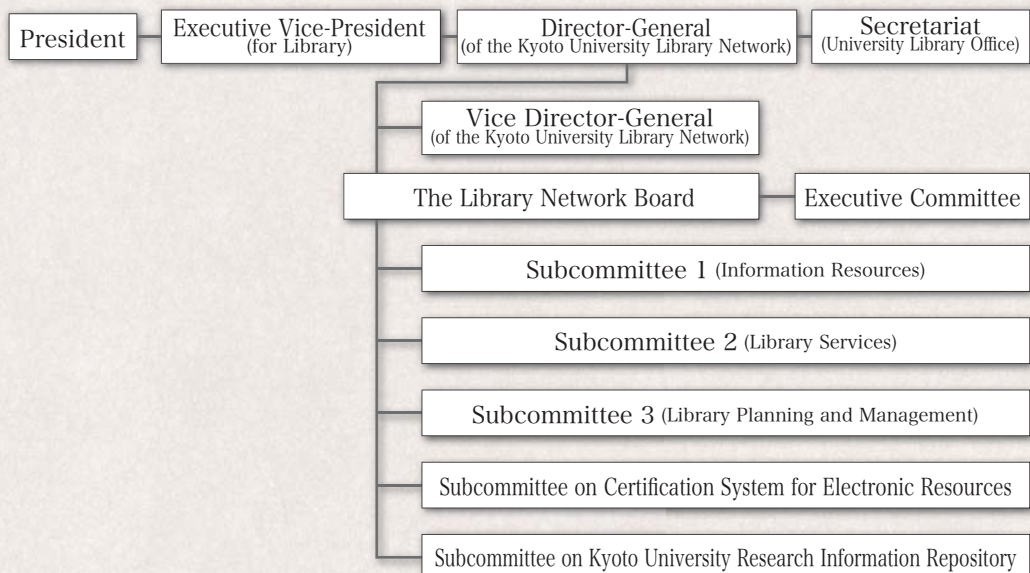 President
Executive Vice-President
(for Library)
Director-General
(of the Kyoto University Library Network)
Secretariat
(University Library Office)
Vice Director-General
(of the Kyoto University Library Network)
The Library Network Board
Executive Committee
Subcommittee 1 (Information Resources)
Subcommittee 2 (Library Services)
Subcommittee 3 (Library Planning and Management)
Subcommittee on Certification System for Electronic Resources
Subcommittee on Kyoto University Research Information Repository